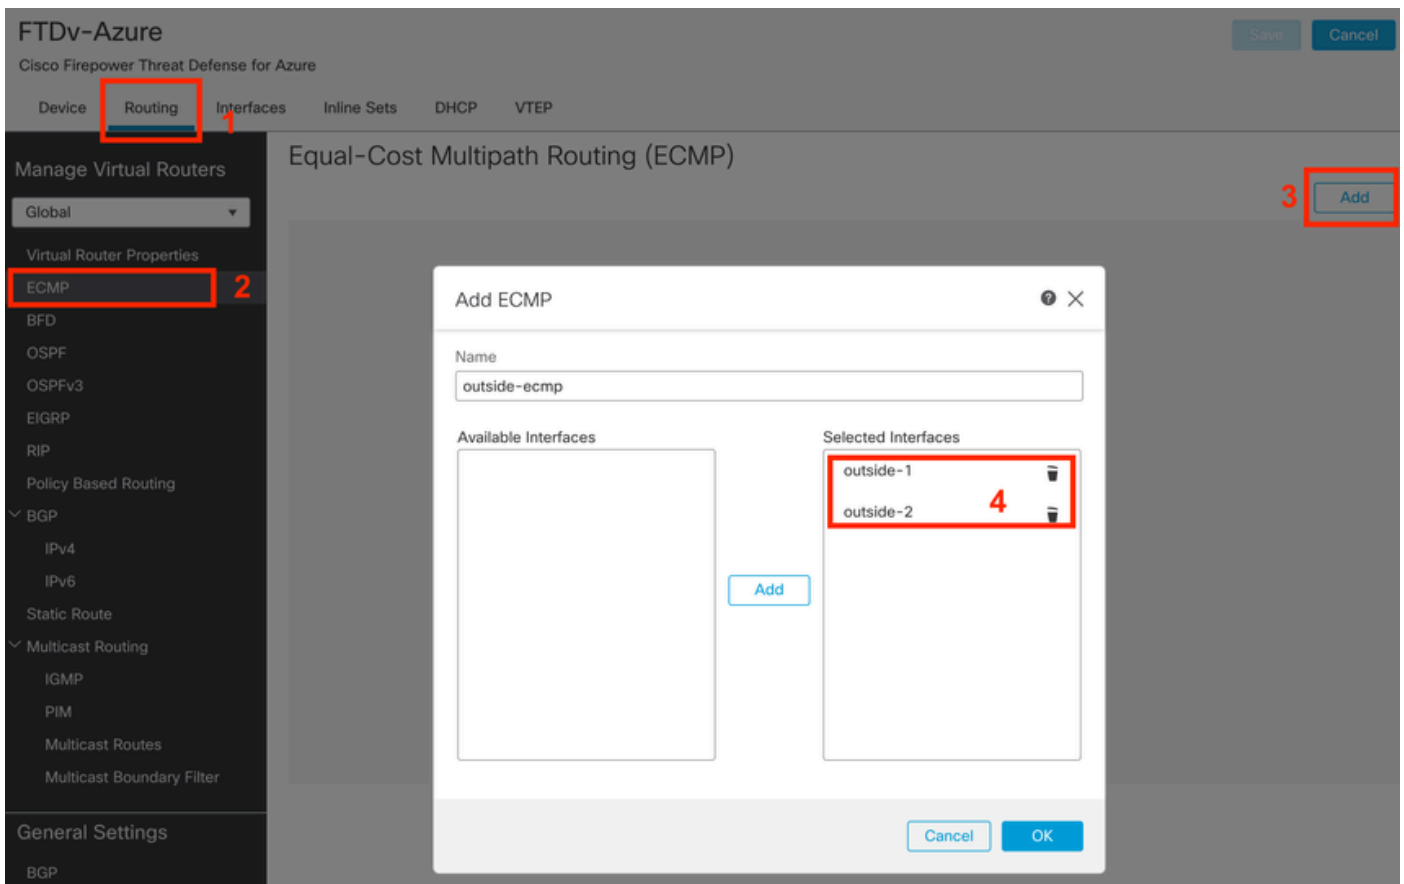 FTDv-Azure
Save
Cancel
Cisco Firepower Threat Defense for Azure
Device
Routing
Interfaces
Inline Sets
DHCP
VTEP
1
Manage Virtual Routers
Global
Virtual Router Properties
ECMP
2
BFD
OSPF
OSPFv3
EIGRP
RIP
Policy Based Routing
BGP
IPv4
IPv6
Static Route
Multicast Routing
IGMP
PIM
Multicast Routes
Multicast Boundary Filter
General Settings
BGP
Equal-Cost Multipath Routing (ECMP)
3
Add
Add ECMP
Name
outside-ecmp
Available Interfaces
Add
Selected Interfaces
outside-1
outside-2
4
Cancel
OK